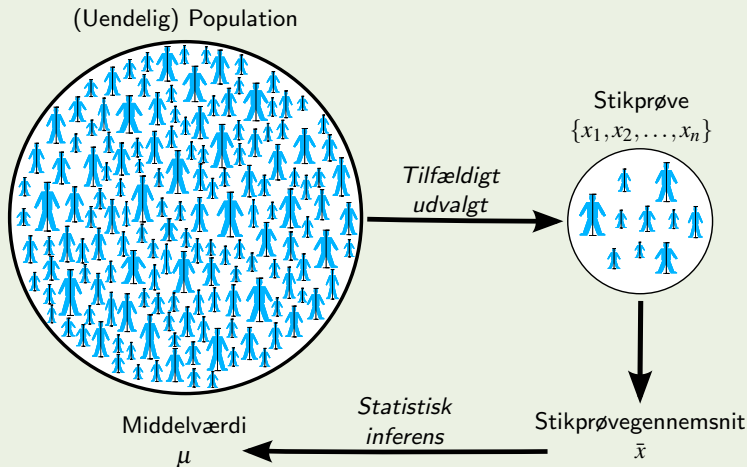 (Uendelig) Population
Stikprøve
{x₁, x₂, . . . , xₙ}
Tilfældigt
udvalgt
Statistisk
inferens
Middelværdi
μ
Stikprøvegennemsnit
x̄